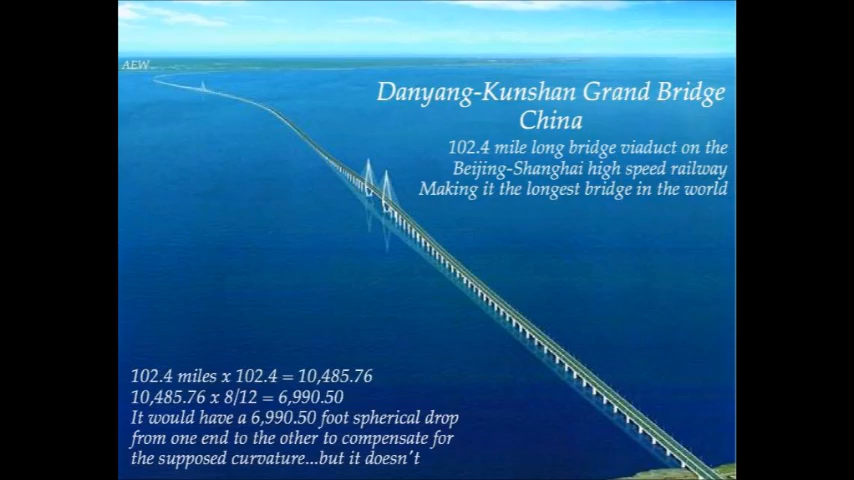 AEW
Danyang-Kunshan Grand Bridge
China
102.4 mile long bridge viaduct on the
Beijing-Shanghai high speed railway
Making it the longest bridge in the world
102.4 miles x 102.4 = 10,485.76
10,485.76 x 8/12 = 6,990.50
It would have a 6,990.50 foot spherical drop
from one end to the other to compensate for
the supposed curvature...but it doesn't